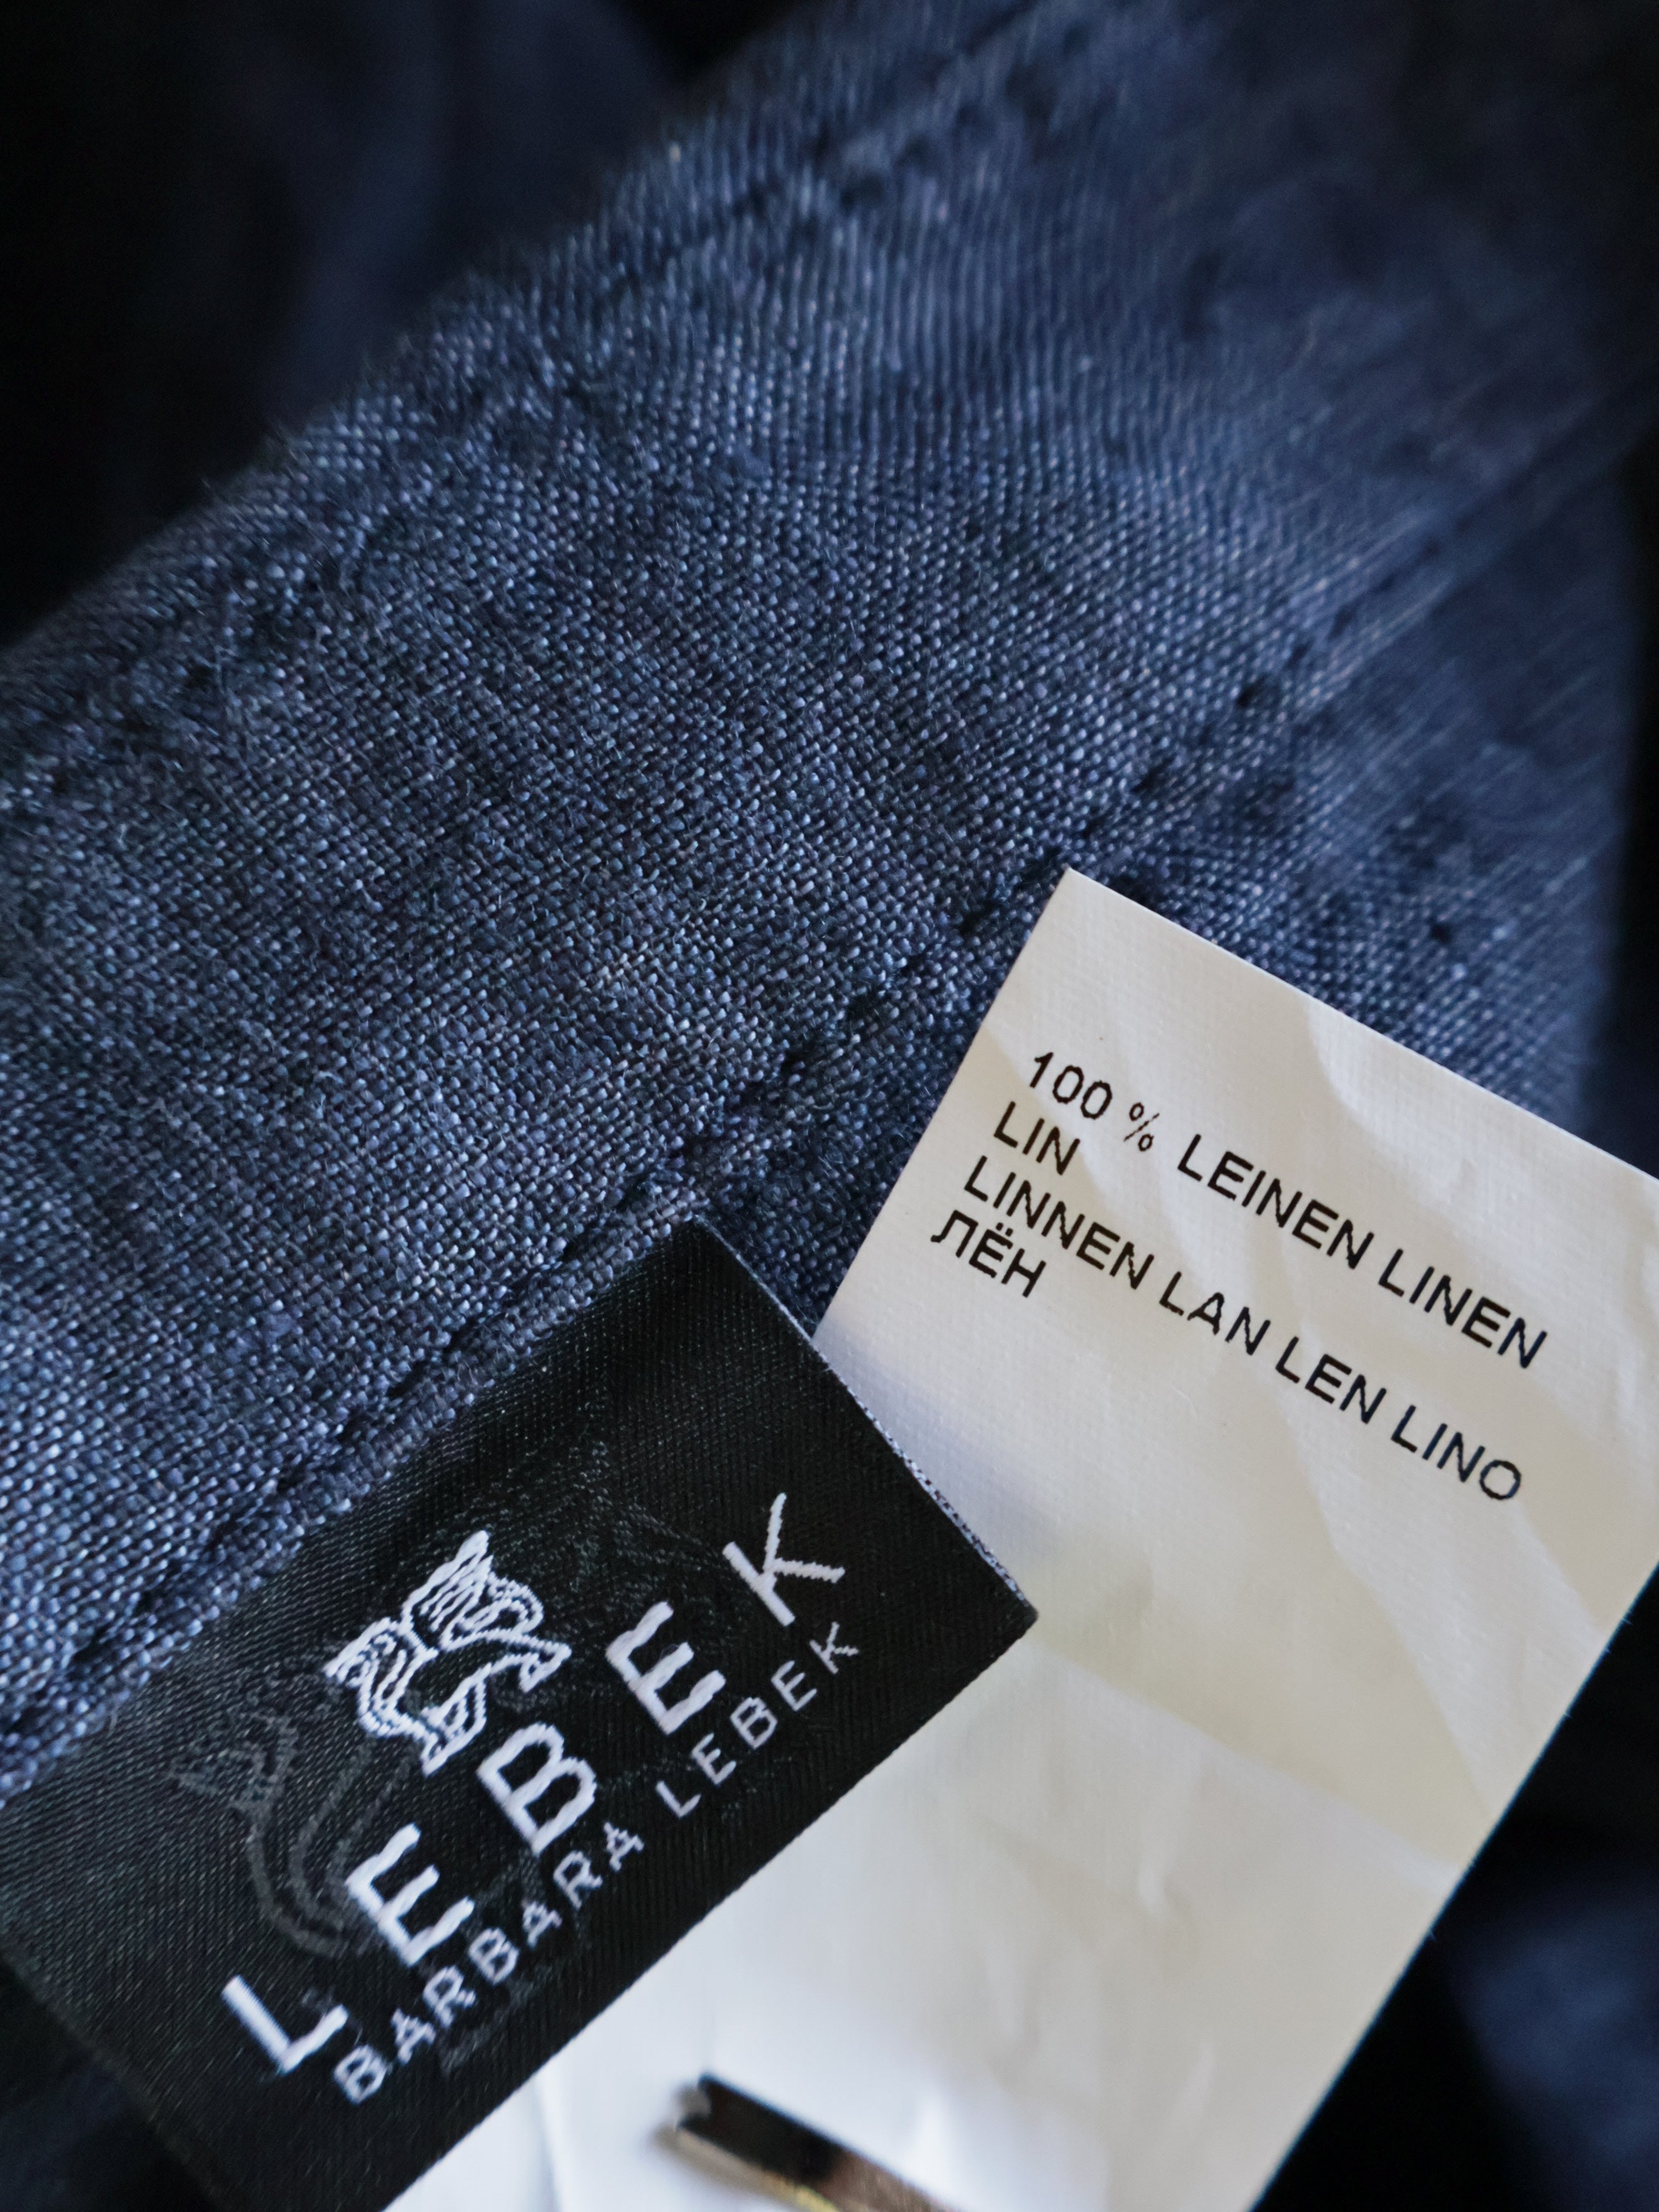 100 % LEINEN LINEN
LIN
LINNEN LAN LEN LINO
ЛЁН
LEBEK
BARBARA LEBEK